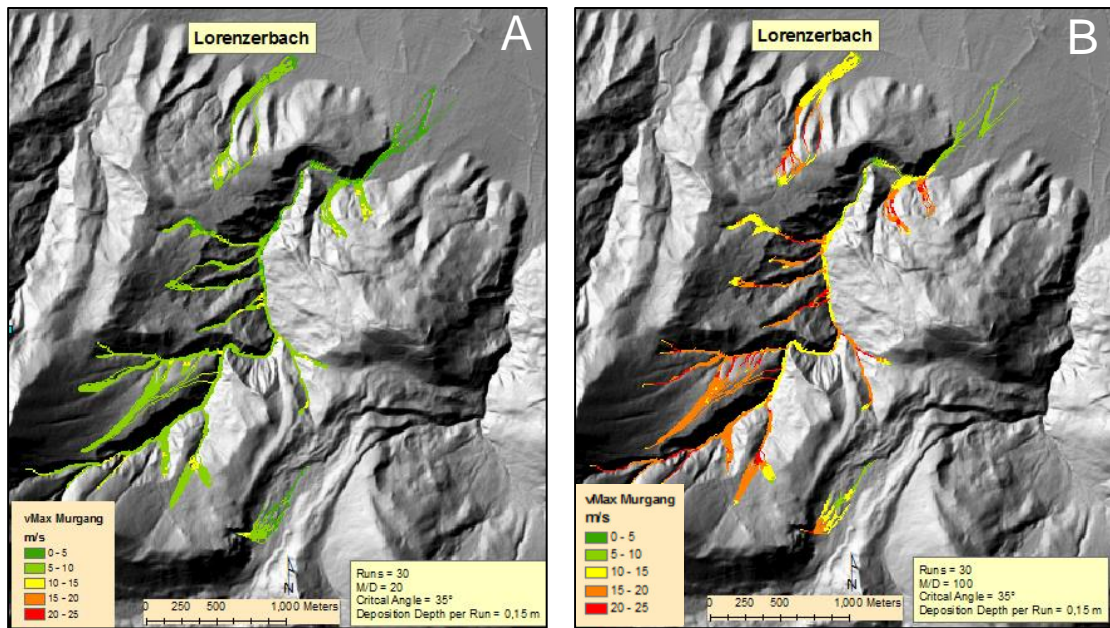 A
Lorenzerbach
vMax Murgang
m/s
0 - 5
5 - 10
10 - 15
15 - 20
20 - 25
N
0 250 500 1,000 Meters
Runs = 30
M/D = 20
Critcal Angle = 35°
Deposition Depth per Run = 0,15 m
B
Lorenzerbach
vMax Murgang
m/s
0 - 5
5 - 10
10 - 15
15 - 20
20 - 25
N
0 250 500 1,000 Meters
Runs = 30
M/D = 100
Critcal Angle = 35°
Deposition Depth per Run = 0,15 m